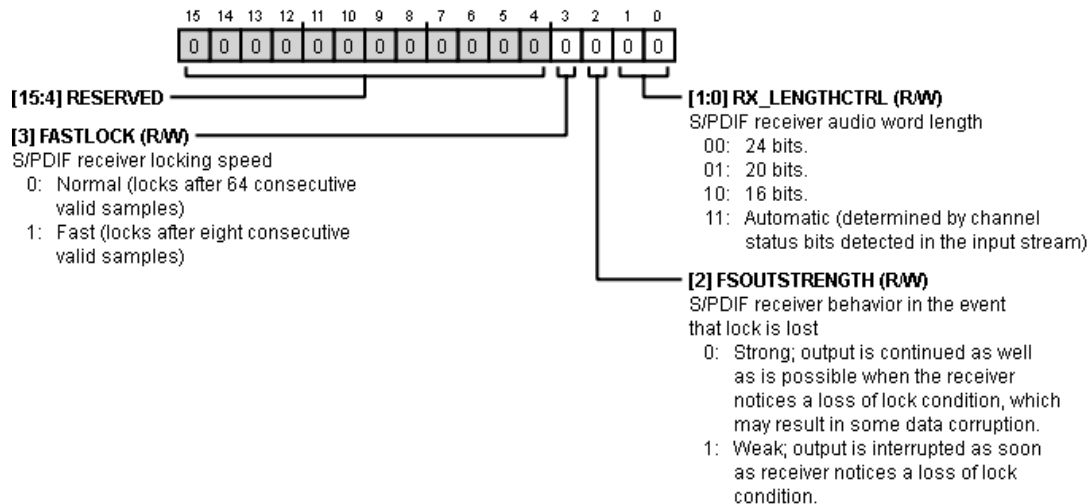 15 14 13 12 11 10 9 8 7 6 5 4 3 2 1 0
0 0 0 0 0 0 0 0 0 0 0 0 0 0 0 0
[15:4] RESERVED
[3] FASTLOCK (R/W)
S/PDIF receiver locking speed
0: Normal (locks after 64 consecutive
valid samples)
1: Fast (locks after eight consecutive
valid samples)
[1:0] RX_LENGTHCTRL (R/W)
S/PDIF receiver audio word length
00: 24 bits.
01: 20 bits.
10: 16 bits.
11: Automatic (determined by channel
status bits detected in the input stream)
[2] FSOUTSTRENGTH (R/W)
S/PDIF receiver behavior in the event
that lock is lost
0: Strong; output is continued as well
as is possible when the receiver
notices a loss of lock condition, which
may result in some data corruption.
1: Weak; output is interrupted as soon
as receiver notices a loss of lock
condition.